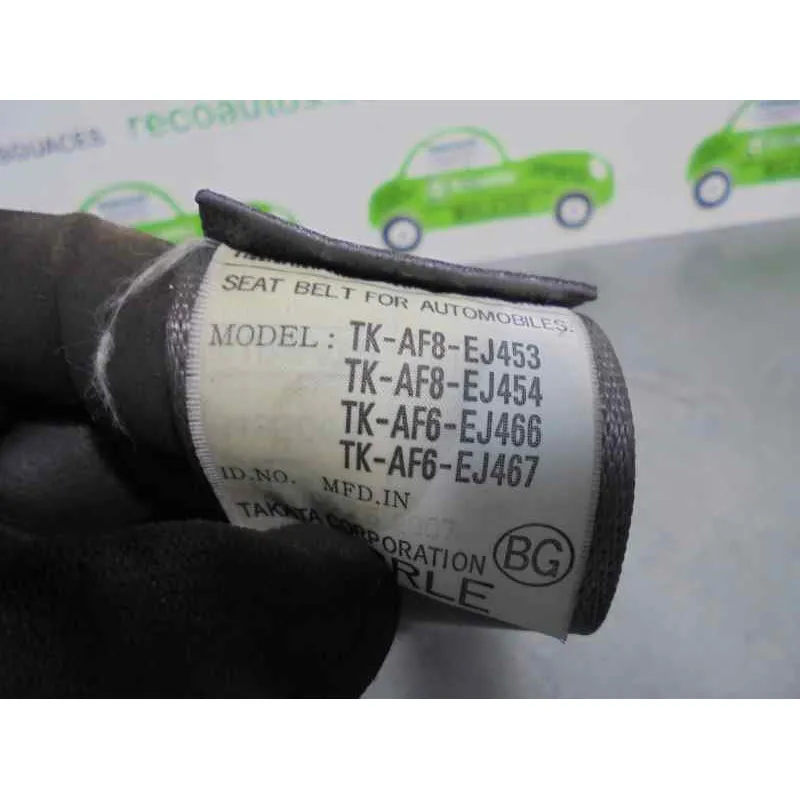 recoautos
SEAT BELT FOR AUTOMOBILES.
MODEL: TK-AF8-EJ453
TK-AF8-EJ454
TK-AF6-EJ466
TK-AF6-EJ467
ID.NO. MFD.IN
TAKATA CORPORATION
BG